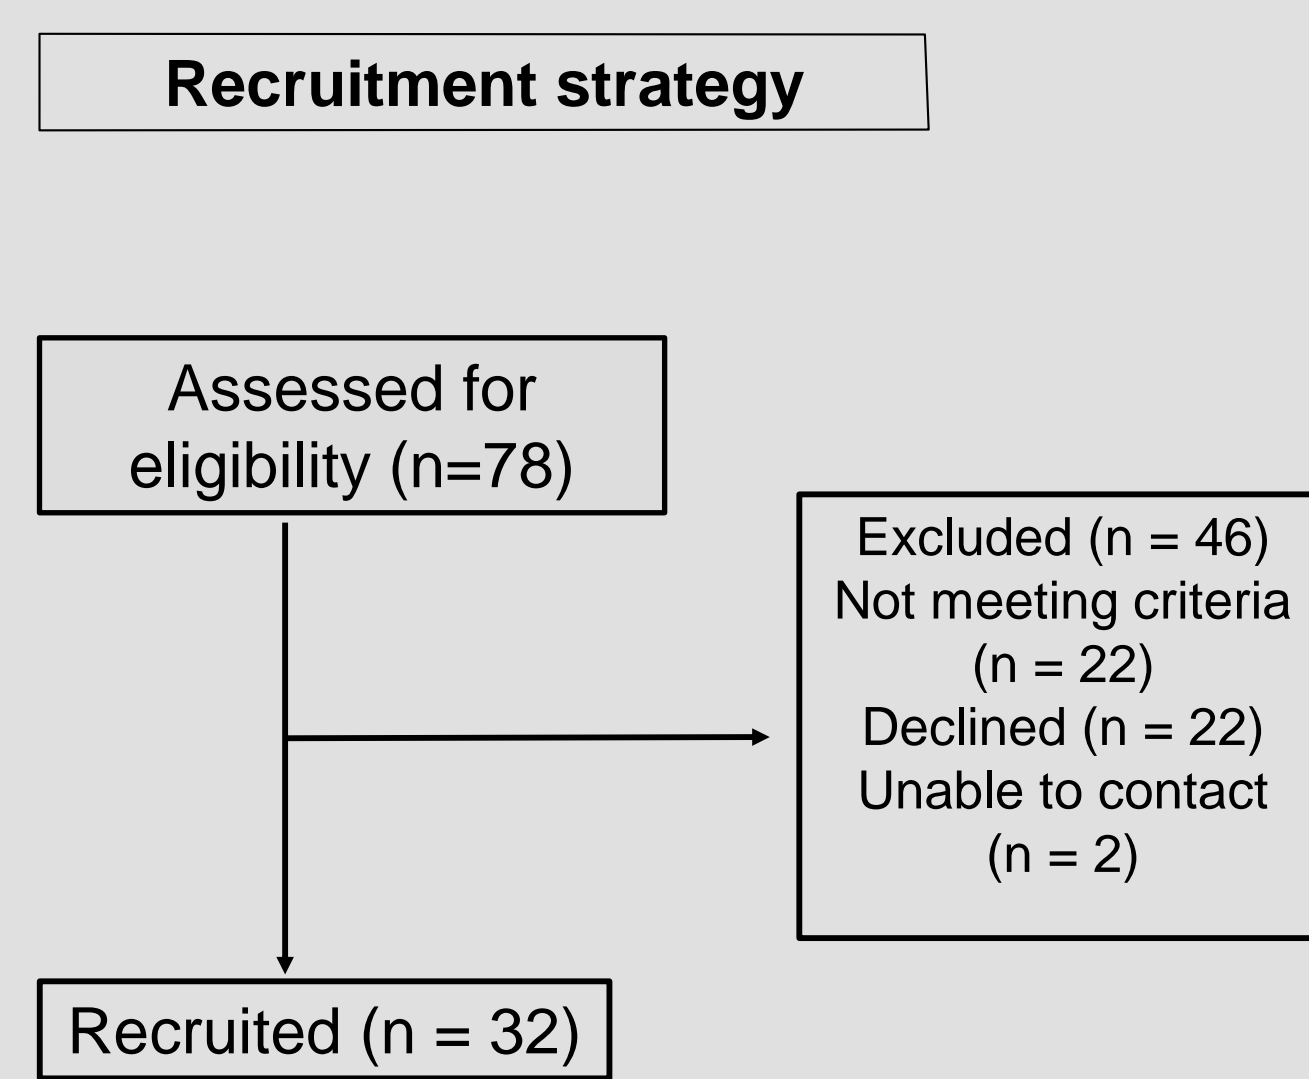 Recruitment strategy
Assessed for
eligibility (n=78)
Excluded (n = 46)
Not meeting criteria
(n = 22)
Declined (n = 22)
Unable to contact
(n = 2)
Recruited (n = 32)